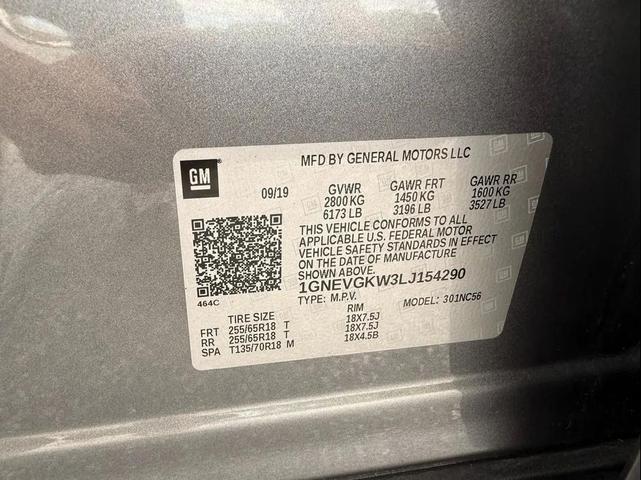 GM
MFD BY GENERAL MOTORS LLC
09/19
GVWR
2800 KG
6173 LB
GAWR FRT
1450 KG
3196 LB
GAWR RR
1600 KG
3527 LB
THIS VEHICLE CONFORMS TO ALL
APPLICABLE U.S. FEDERAL MOTOR
VEHICLE SAFETY STANDARDS IN EFFECT
ON THE DATE OF MANUFACTURE
SHOWN ABOVE.
1GNEVGKW3LJ154290
464C
TYPE: M.P.V.
MODEL: 301NC56
TIRE SIZE RIM
FRT 255/65R18 T 18X7.5J
RR 255/65R18 T 18X7.5J
SPA T135/70R18 M 18X4.5B